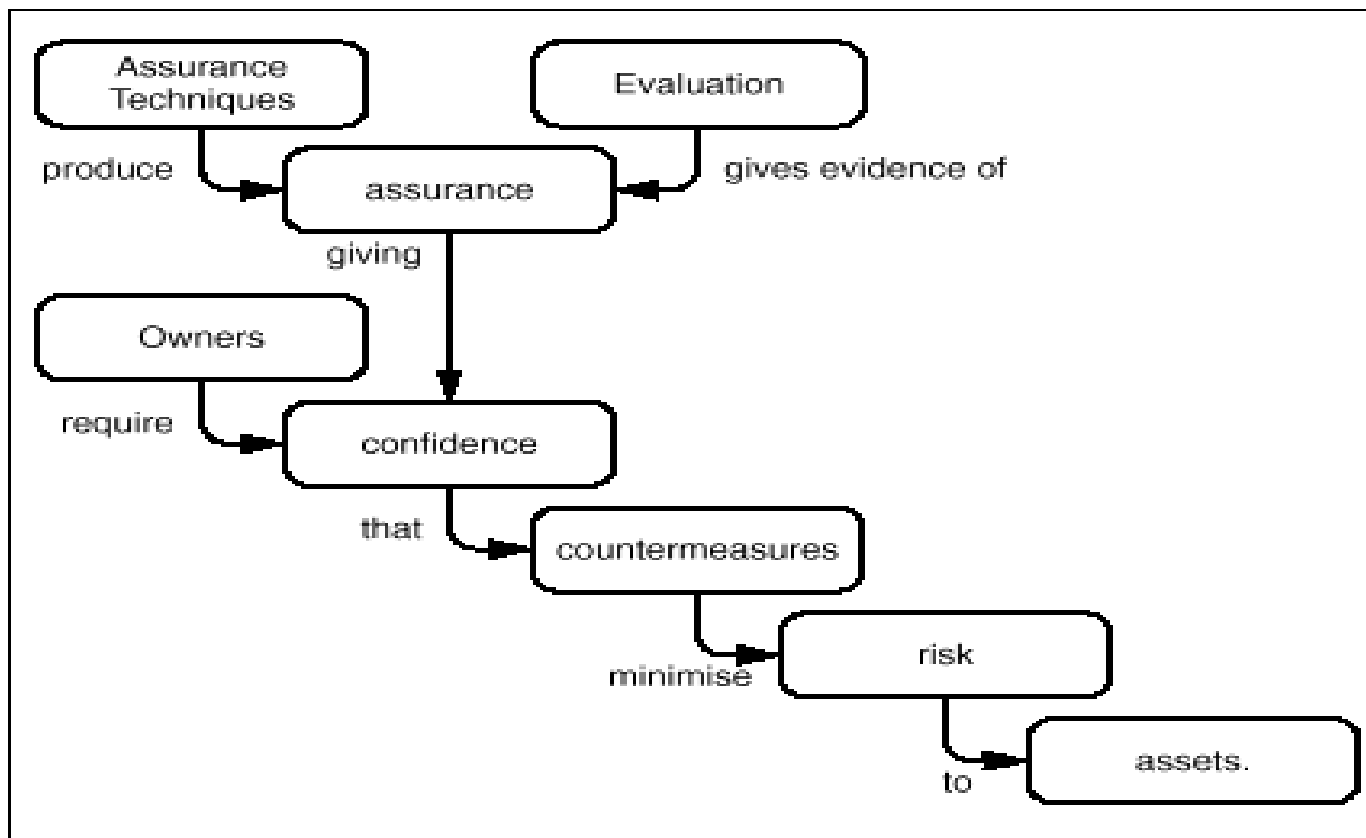 Assurance
Techniques
Evaluation
produce
gives evidence of
assurance
giving
Owners
require
confidence
that
countermeasures
minimise
risk
to
assets.